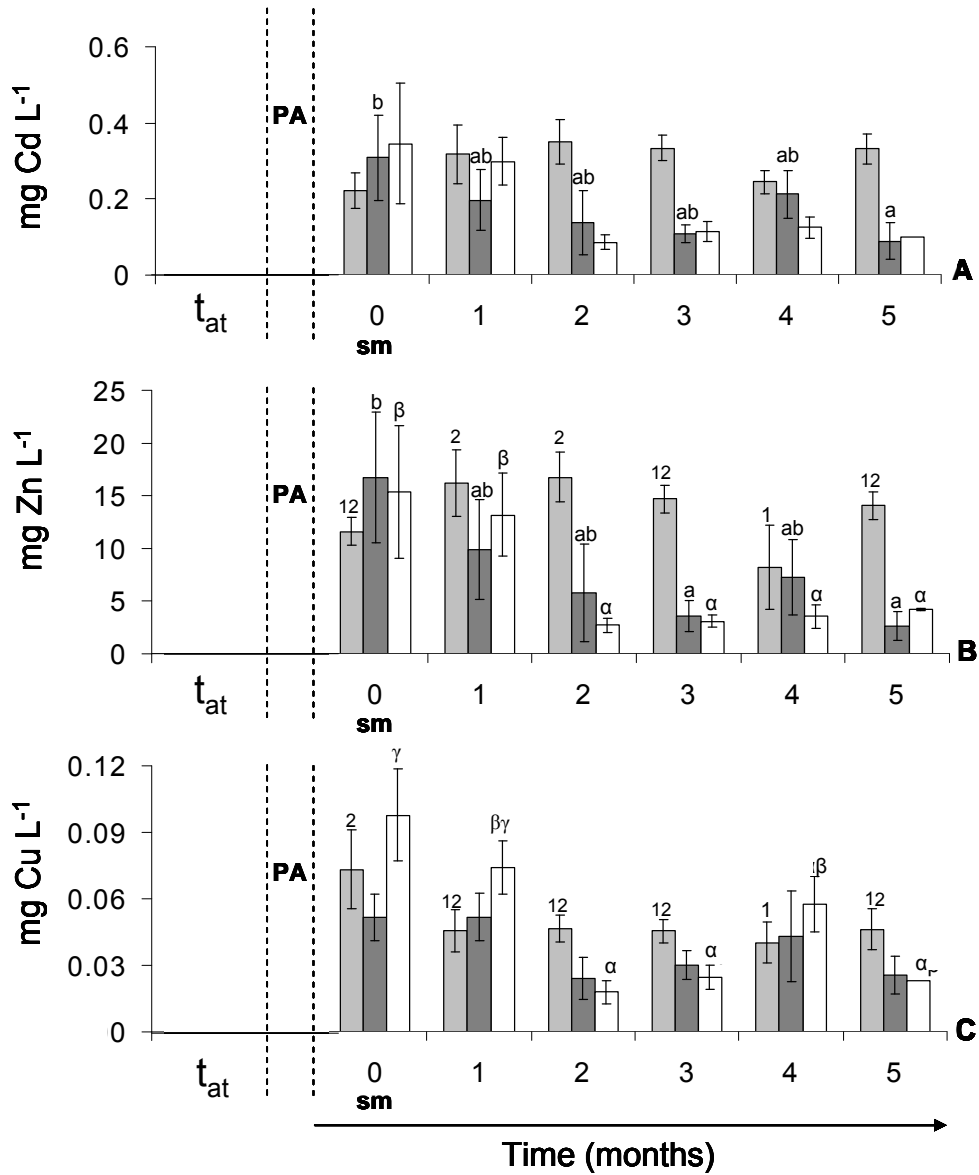 mg Cd L⁻¹
0.6
0.4
0.2
0
PA
b
ab
ab
ab
ab
a
A
t_at
0
1
2
3
4
5
sm
mg Zn L⁻¹
25
20
15
10
5
0
PA
12
b
β
2
ab
β
2
ab
α
12
a
α
1
ab
α
12
a
α
B
t_at
0
1
2
3
4
5
sm
mg Cu L⁻¹
0.12
0.09
0.06
0.03
0
PA
2
γ
12
βγ
12
α
12
α
1
β
12
α
C
t_at
0
1
2
3
4
5
sm
Time (months)